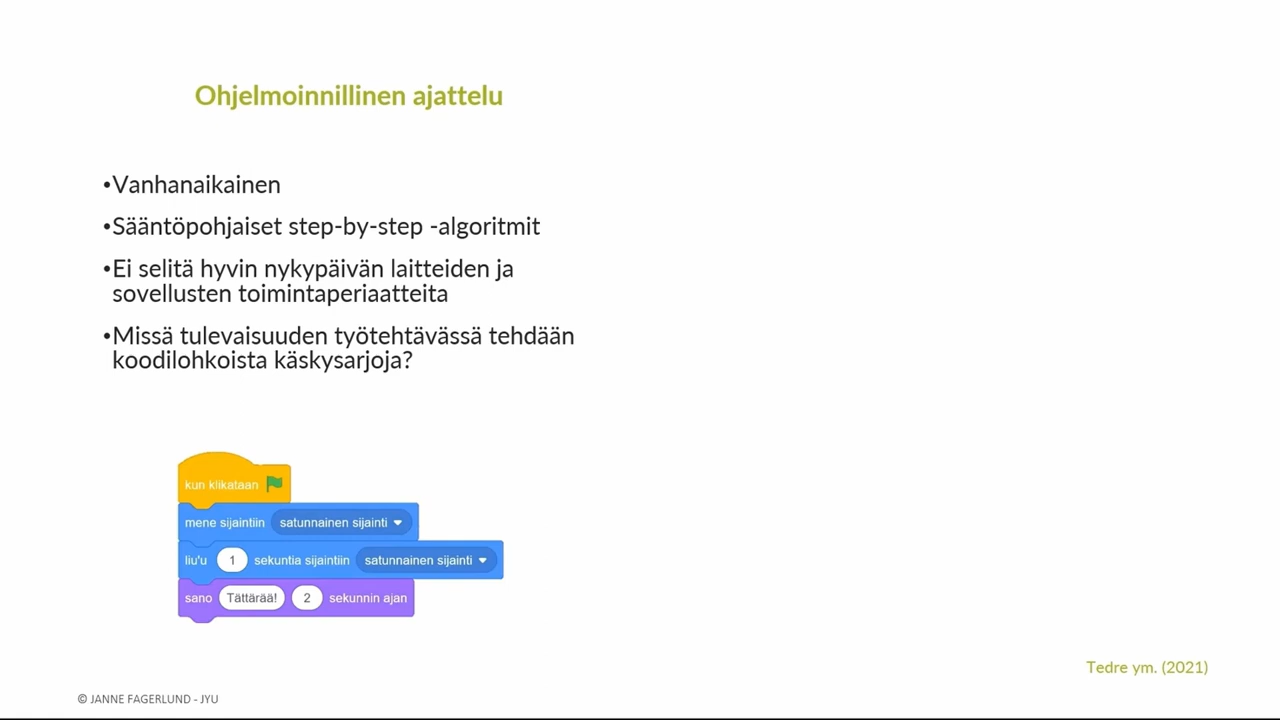 Ohjelmoinnillinen ajattelu
•Vanhanaikainen
•Sääntöpohjaiset step-by-step -algoritmit
•Ei selitä hyvin nykypäivän laitteiden ja
sovellusten toimintaperiaatteita
•Missä tulevaisuuden työtehtävässä tehdään
koodilohkoista käskysarjoja?
kun klikataan
mene sijaintiin satunnainen sijainti
liu'u 1 sekuntia sijaintiin satunnainen sijainti
sano Tättärää! 2 sekunnin ajan
Tedre ym. (2021)
© JANNE FAGERLUND - JYU